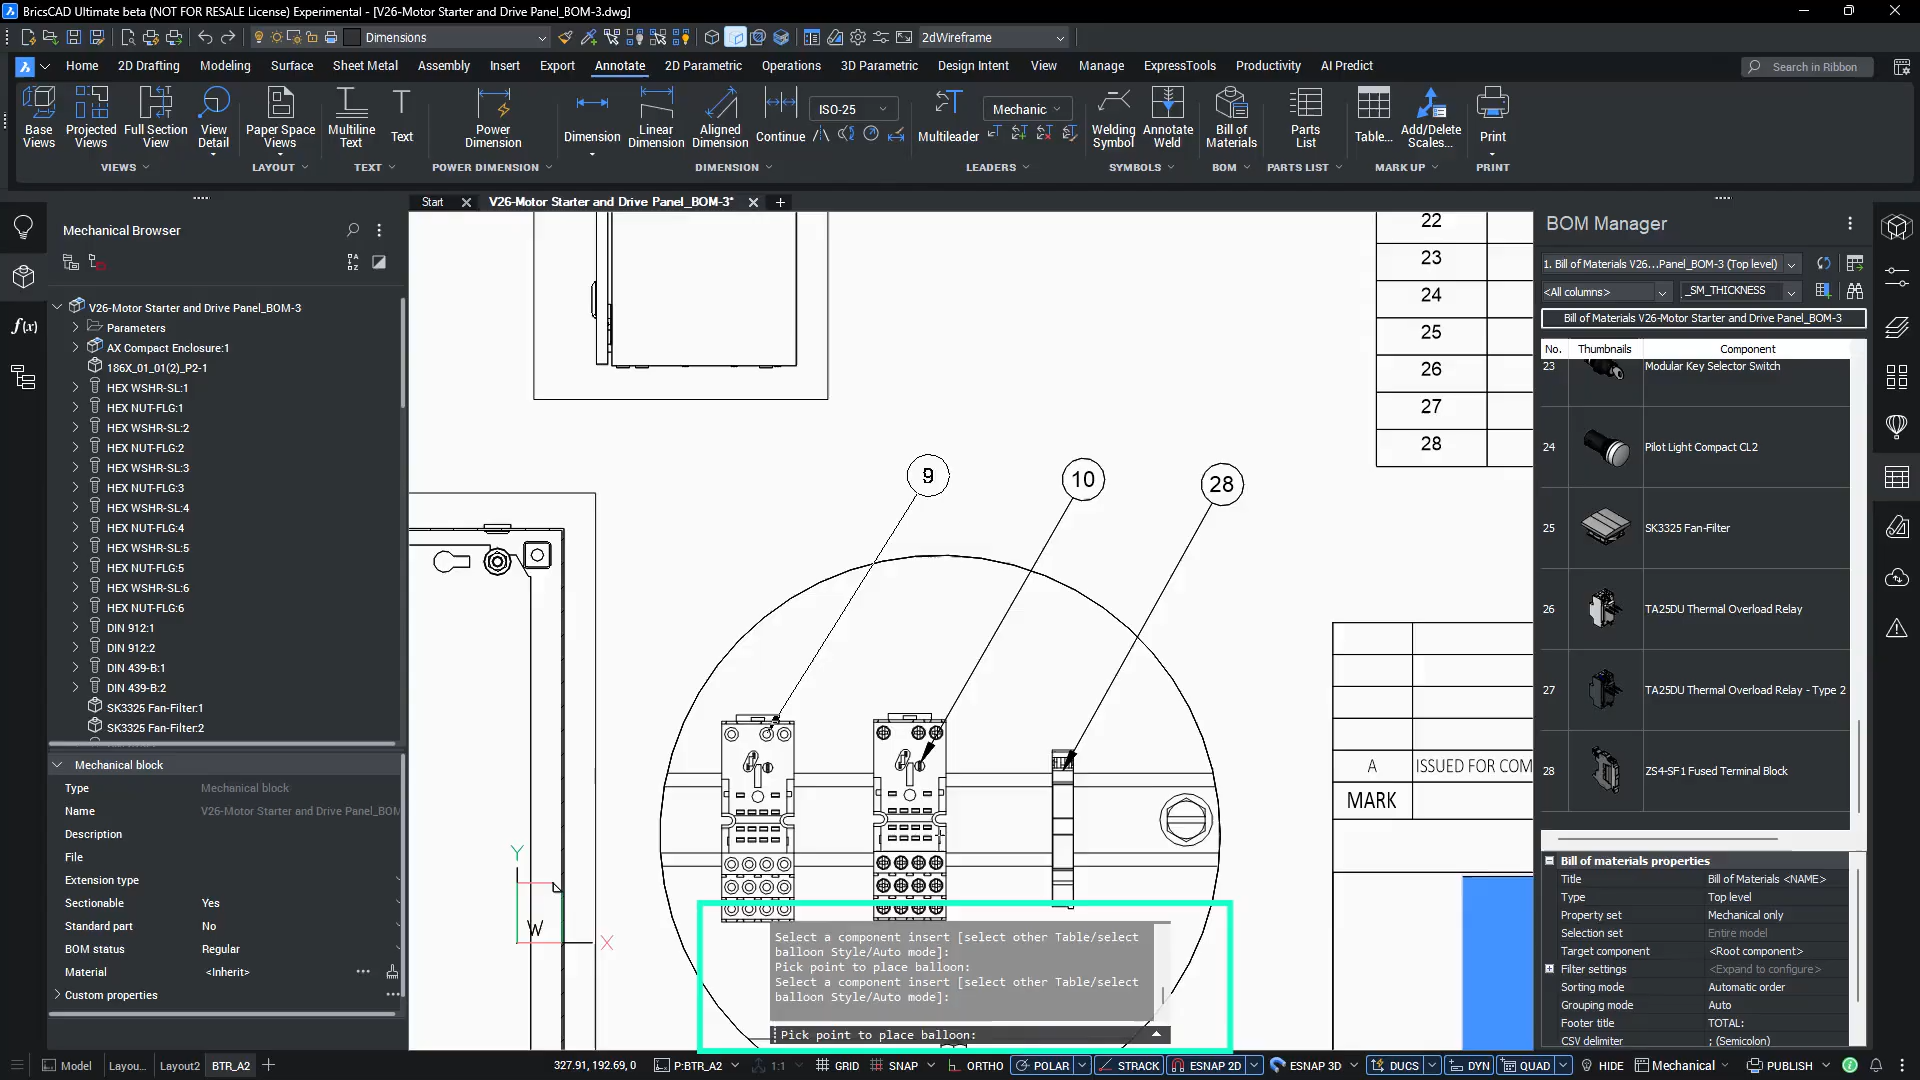 BricsCAD Ultimate beta (NOT FOR RESALE License) Experimental - [V26-Motor Starter and Drive Panel_BOM-3.dwg]
Dimensions
2dWireframe
Home 2D Drafting Modeling Surface Sheet Metal Assembly Insert Export Annotate 2D Parametric Operations 3D Parametric Design Intent View Manage ExpressTools Productivity AI Predict
Search in Ribbon
Base Views
Projected Views
Full Section View
View Detail
Paper Space Views
Multiline Text
Text
Power Dimension
Dimension
Linear Dimension
Aligned Dimension
Continue
ISO-25
Multileader
Mechanic
Welding Symbol
Annotate Weld
Bill of Materials
Parts List
Table...
Add/Delete Scales...
Print
VIEWS LAYOUT TEXT POWER DIMENSION DIMENSION LEADERS SYMBOLS BOM PARTS LIST MARK UP PRINT
Start V26-Motor Starter and Drive Panel_BOM-3*
Mechanical Browser
V26-Motor Starter and Drive Panel_BOM-3
Parameters
AX Compact Enclosure:1
186X_01_01(2)_P2-1
HEX WSHR-SL:1
HEX NUT-FLG:1
HEX WSHR-SL:2
HEX NUT-FLG:2
HEX WSHR-SL:3
HEX NUT-FLG:3
HEX WSHR-SL:4
HEX NUT-FLG:4
HEX WSHR-SL:5
HEX NUT-FLG:5
HEX WSHR-SL:6
HEX NUT-FLG:6
DIN 912:1
DIN 912:2
DIN 439-B:1
DIN 439-B:2
SK3325 Fan-Filter:1
SK3325 Fan-Filter:2
Mechanical block
Type Mechanical block
Name V26-Motor Starter and Drive Panel_BOM
Description
File
Extension type
Sectionable Yes
Standard part No
BOM status Regular
Material <Inherit>
Custom properties
f(x)
22
23
24
25
26
27
28
9
10
28
Y
W
X
A ISSUED FOR COM
MARK
Select a component insert [select other Table/select
balloon Style/Auto mode]:
Pick point to place balloon:
Select a component insert [select other Table/select
balloon Style/Auto mode]:
Pick point to place balloon:
BOM Manager
1. Bill of Materials V26...Panel_BOM-3 (Top level)
<All columns> _SM_THICKNESS
Bill of Materials V26-Motor Starter and Drive Panel_BOM-3
No. Thumbnails Component
23 Modular Key Selector Switch
24 Pilot Light Compact CL2
25 SK3325 Fan-Filter
26 TA25DU Thermal Overload Relay
27 TA25DU Thermal Overload Relay - Type 2
28 ZS4-SF1 Fused Terminal Block
Bill of materials properties
Title Bill of Materials <NAME>
Type Top level
Property set Mechanical only
Selection set Entire model
Target component <Root component>
Filter settings <Expand to configure>
Sorting mode Automatic order
Grouping mode Auto
Footer title TOTAL:
CSV delimiter ; (Semicolon)
Model Layou... Layout2 BTR_A2
327.91, 192.69, 0 P:BTR_A2 1:1 GRID SNAP ORTHO POLAR STRACK ESNAP 2D ESNAP 3D DUCS DYN QUAD HIDE Mechanical PUBLISH